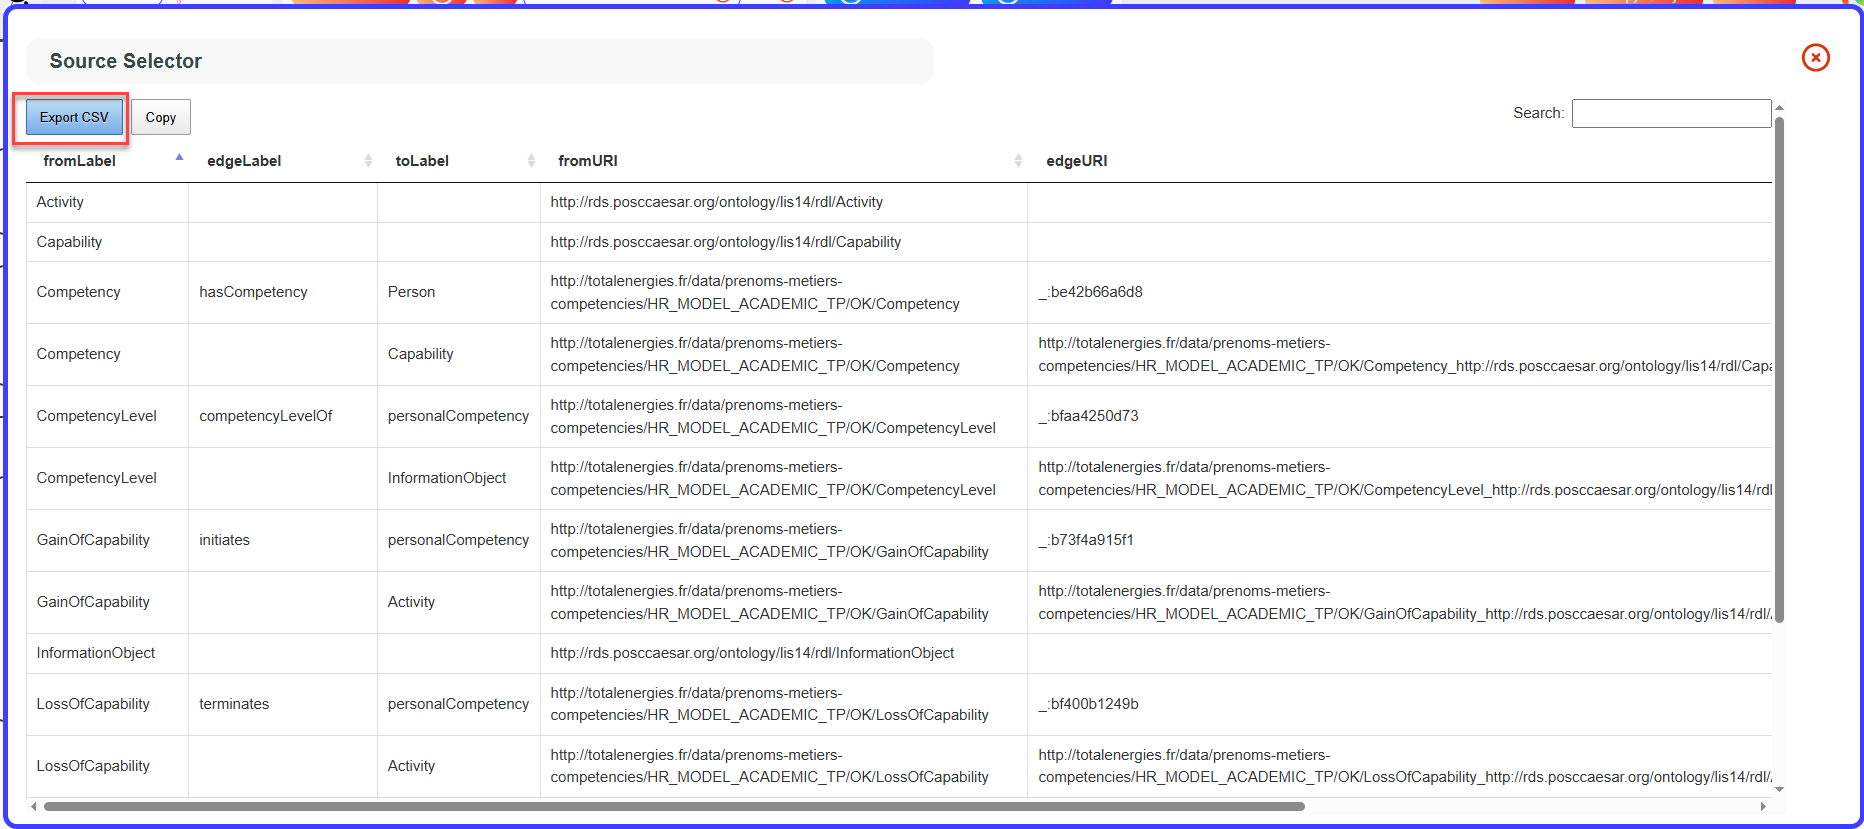 Source Selector
Export CSV
Copy
Search:
fromLabel edgeLabel toLabel fromURI edgeURI
Activity http://rds.posccaesar.org/ontology/lis14/rdl/Activity
Capability http://rds.posccaesar.org/ontology/lis14/rdl/Capability
http://totalenergies.fr/data/prenoms-metiers-
Competency hasCompetency Person competencies/HR_MODEL_ACADEMIC_TP/OK/Competency _:be42b66a6d8
http://totalenergies.fr/data/prenoms-metiers- http://totalenergies.fr/data/prenoms-metiers-
Competency Capability competencies/HR_MODEL_ACADEMIC_TP/OK/Competency competencies/HR_MODEL_ACADEMIC_TP/OK/Competency_http://rds.posccaesar.org/ontology/lis14/rdl/Capa
http://totalenergies.fr/data/prenoms-metiers-
CompetencyLevel competencyLevelOf personalCompetency competencies/HR_MODEL_ACADEMIC_TP/OK/CompetencyLevel _:bfaa4250d73
http://totalenergies.fr/data/prenoms-metiers- http://totalenergies.fr/data/prenoms-metiers-
CompetencyLevel InformationObject competencies/HR_MODEL_ACADEMIC_TP/OK/CompetencyLevel competencies/HR_MODEL_ACADEMIC_TP/OK/CompetencyLevel_http://rds.posccaesar.org/ontology/lis14/rdl
http://totalenergies.fr/data/prenoms-metiers-
GainOfCapability initiates personalCompetency competencies/HR_MODEL_ACADEMIC_TP/OK/GainOfCapability _:b73f4a915f1
http://totalenergies.fr/data/prenoms-metiers- http://totalenergies.fr/data/prenoms-metiers-
GainOfCapability Activity competencies/HR_MODEL_ACADEMIC_TP/OK/GainOfCapability competencies/HR_MODEL_ACADEMIC_TP/OK/GainOfCapability_http://rds.posccaesar.org/ontology/lis14/rdl/
InformationObject http://rds.posccaesar.org/ontology/lis14/rdl/InformationObject
http://totalenergies.fr/data/prenoms-metiers-
LossOfCapability terminates personalCompetency competencies/HR_MODEL_ACADEMIC_TP/OK/LossOfCapability _:bf400b1249b
http://totalenergies.fr/data/prenoms-metiers- http://totalenergies.fr/data/prenoms-metiers-
LossOfCapability Activity competencies/HR_MODEL_ACADEMIC_TP/OK/LossOfCapability competencies/HR_MODEL_ACADEMIC_TP/OK/LossOfCapability_http://rds.posccaesar.org/ontology/lis14/rdl/